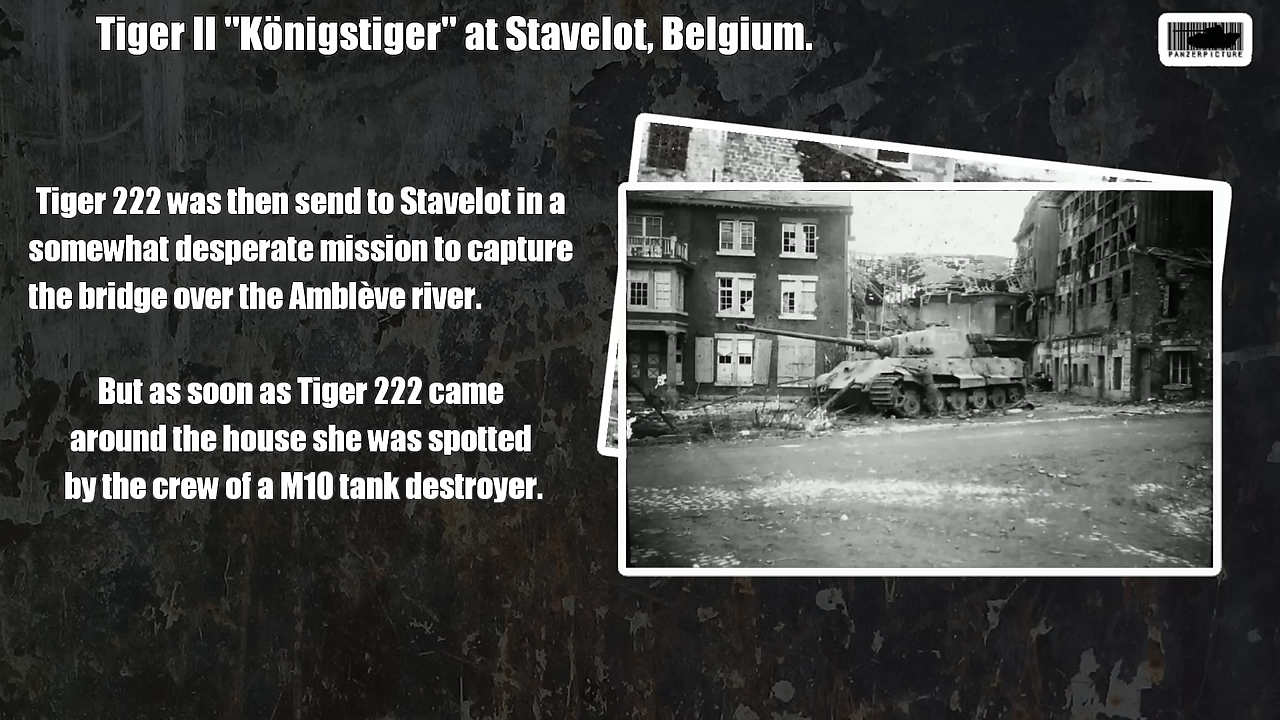 Tiger II "Königstiger" at Stavelot, Belgium.
PANZERPICTURE
Tiger 222 was then send to Stavelot in a
somewhat desperate mission to capture
the bridge over the Amblève river.
But as soon as Tiger 222 came
around the house she was spotted
by the crew of a M10 tank destroyer.